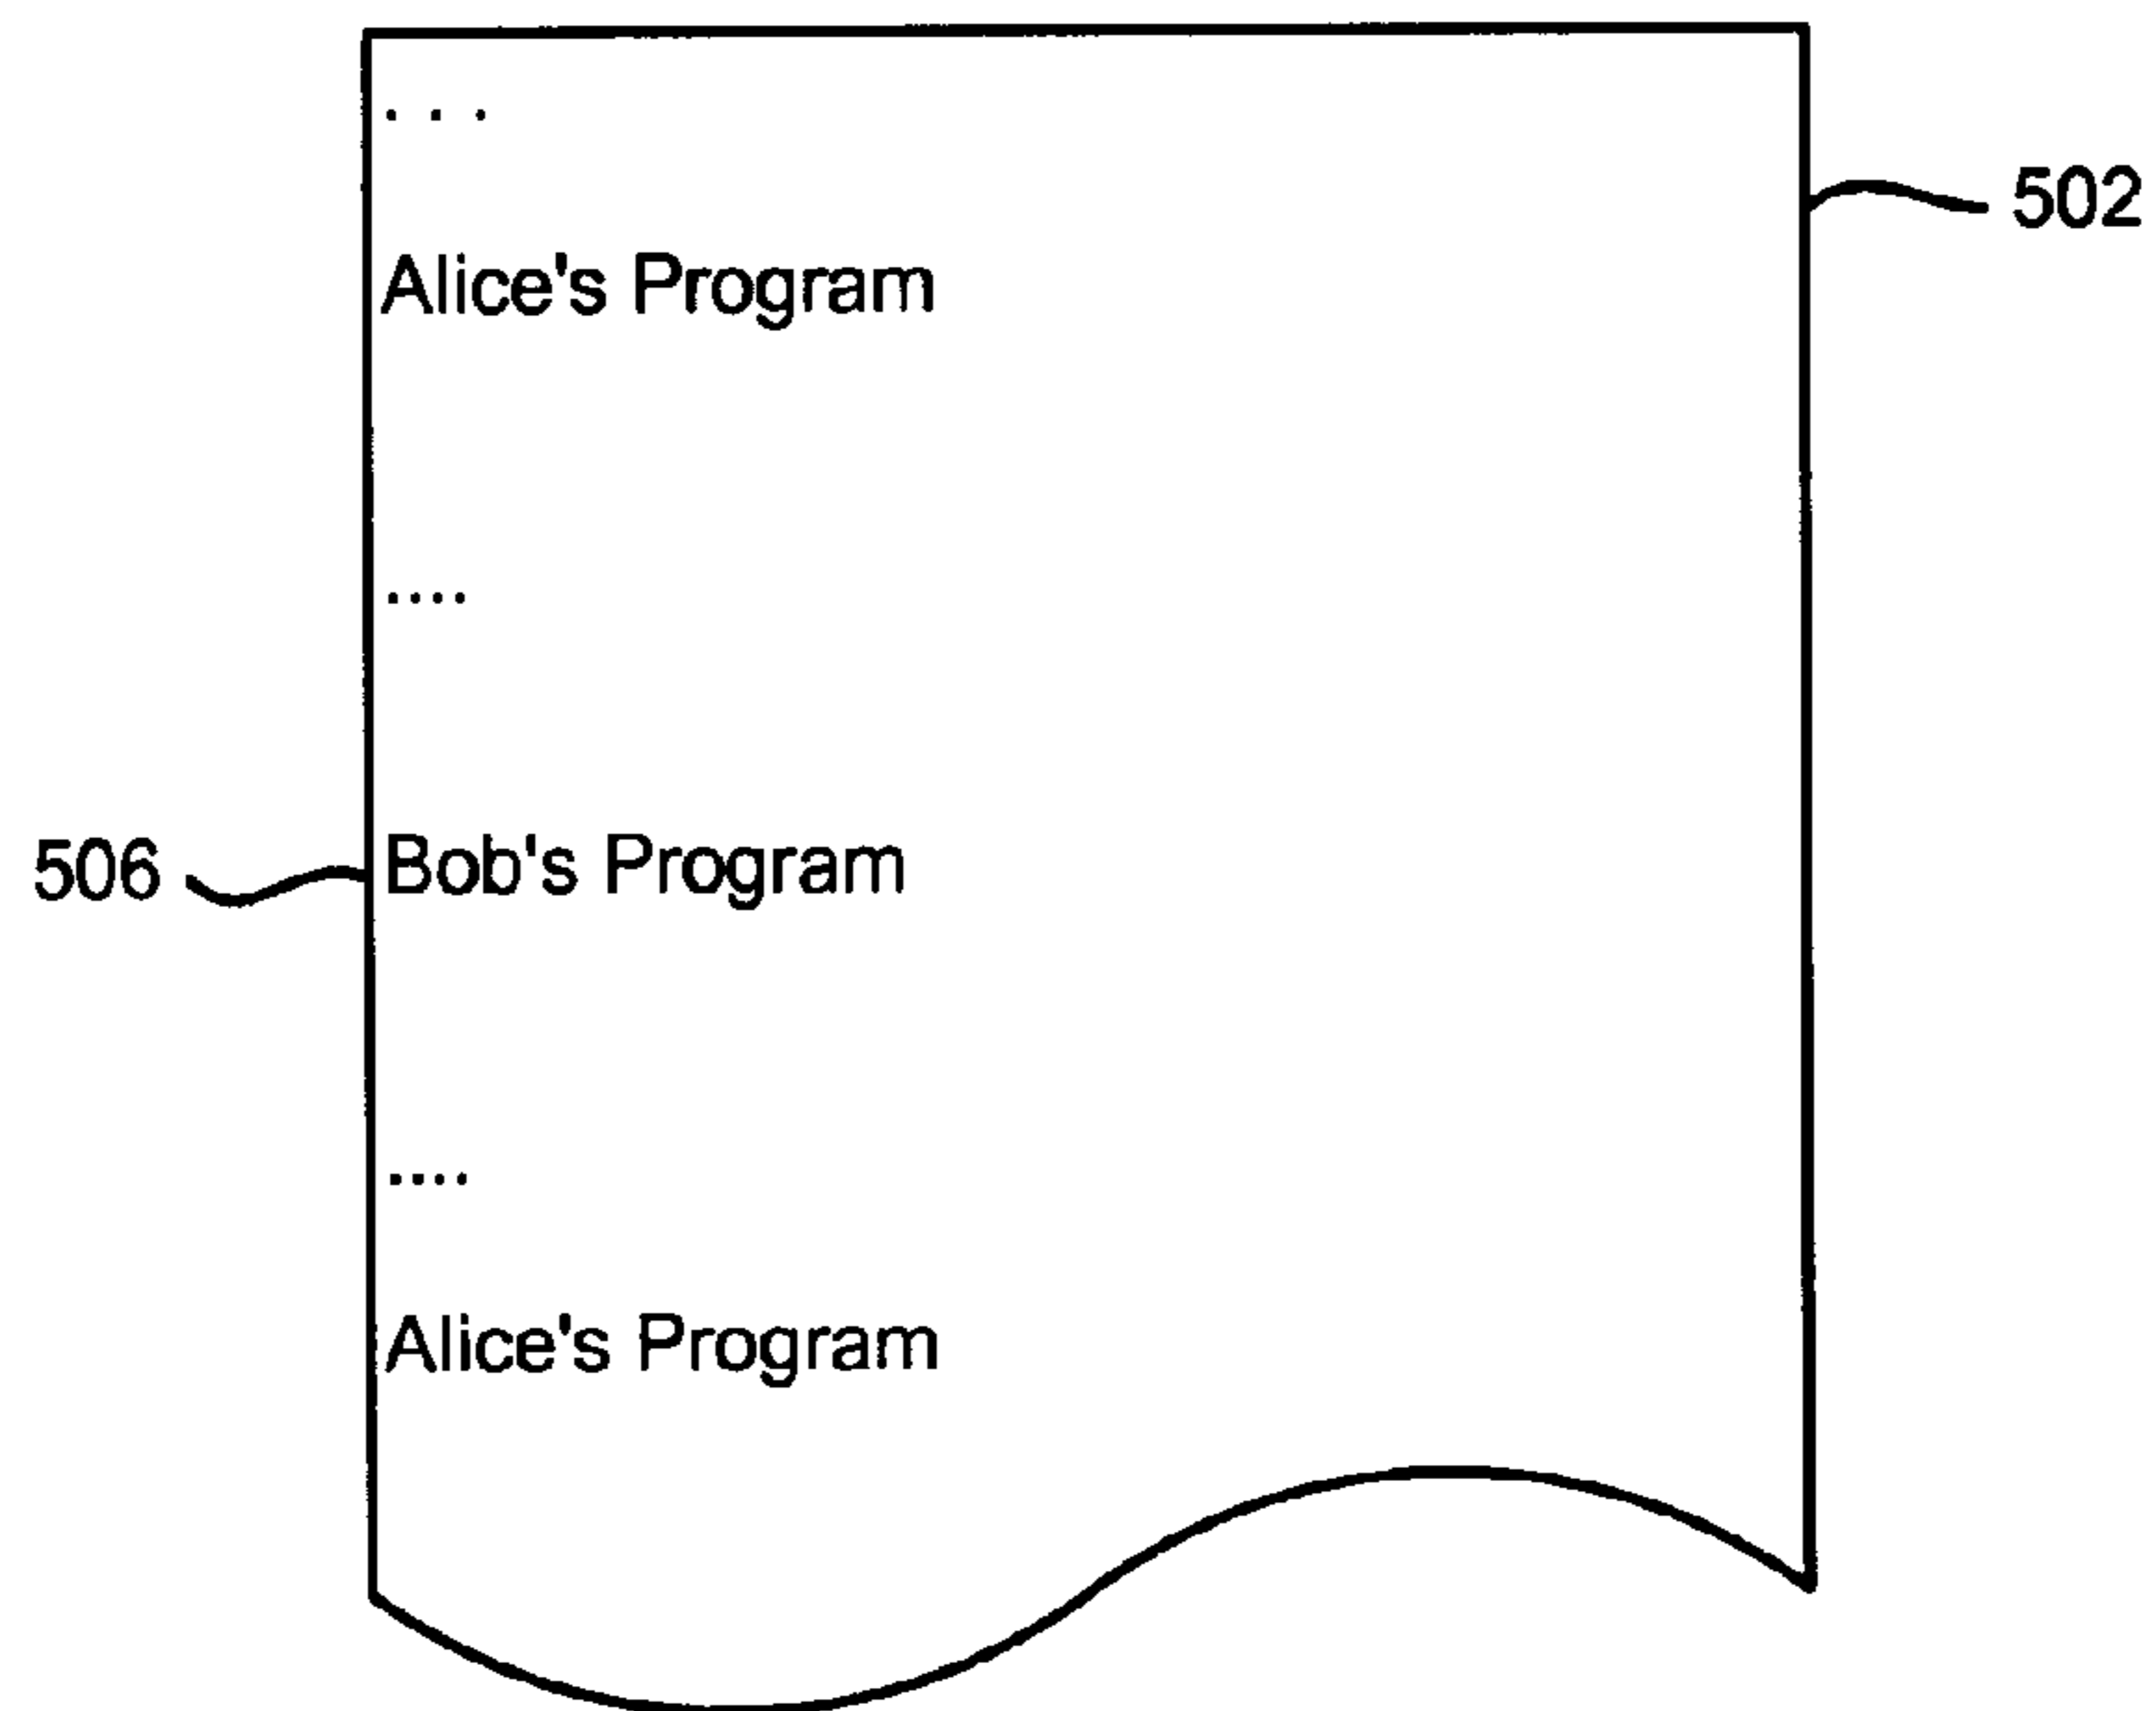 . . .
502
Alice's Program
....
506 Bob's Program
....
Alice's Program